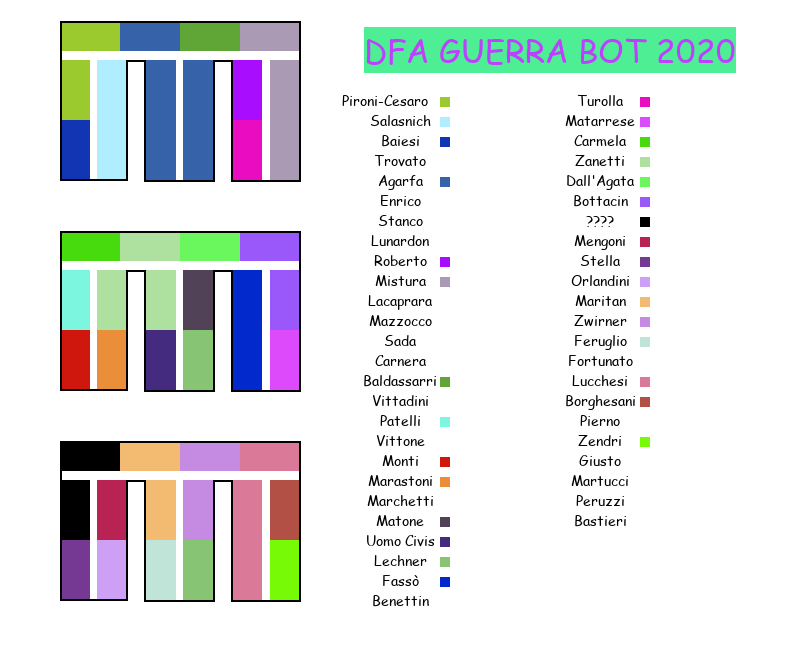 DFA GUERRA BOT 2020
Pironi-Cesaro
Salasnich
Baiesi
Trovato
Agarfa
Enrico
Stanco
Lunardon
Roberto
Mistura
Lacaprara
Mazzocco
Sada
Carnera
Baldassarri
Vittadini
Patelli
Vittone
Monti
Marastoni
Marchetti
Matone
Uomo Civis
Lechner
Fassò
Benettin
Turolla
Matarrese
Carmela
Zanetti
Dall'Agata
Bottacin
????
Mengoni
Stella
Orlandini
Maritan
Zwirner
Feruglio
Fortunato
Lucchesi
Borghesani
Pierno
Zendri
Giusto
Martucci
Peruzzi
Bastieri